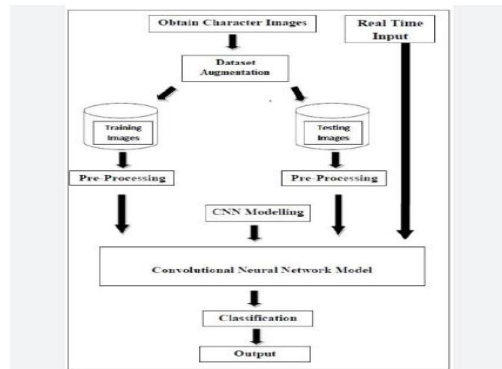 Obtain Character Images
Real Time
Input
Dataset
Augmentation
Training
Images
Testing
Images
Pre-Processing
Pre-Processing
CNN Modelling
Convolutional Neural Network Model
Classification
Output